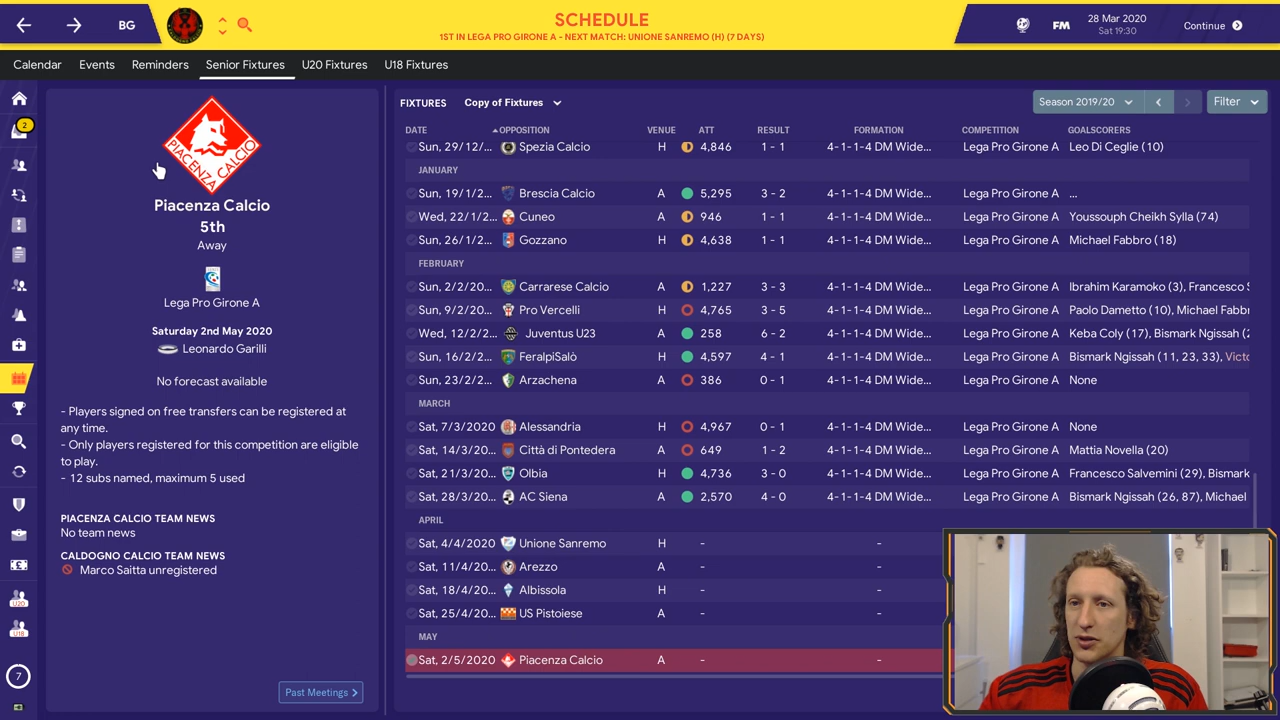 BG
SCHEDULE
1ST IN LEGA PRO GIRONE A - NEXT MATCH: UNIONE SANREMO (H) (7 DAYS)
FM
28 Mar 2020
Sat 19:30
Continue
Calendar Events Reminders Senior Fixtures U20 Fixtures U18 Fixtures
2
U20
U18
7
PIACENZA CALCIO
Piacenza Calcio
5th
Away
Lega Pro Girone A
Saturday 2nd May 2020
Leonardo Garilli
No forecast available
- Players signed on free transfers can be registered at
any time.
- Only players registered for this competition are eligible
to play.
- 12 subs named, maximum 5 used
PIACENZA CALCIO TEAM NEWS
No team news
CALDOGNO CALCIO TEAM NEWS
Marco Saitta unregistered
Past Meetings
FIXTURES Copy of Fixtures Season 2019/20 Filter
DATE OPPOSITION VENUE ATT RESULT FORMATION COMPETITION GOALSCORERS
Sun, 29/12/... Spezia Calcio H 4,846 1 - 1 4-1-1-4 DM Wide... Lega Pro Girone A Leo Di Ceglie (10)
JANUARY
Sun, 19/1/2... Brescia Calcio A 5,295 3 - 2 4-1-1-4 DM Wide... Lega Pro Girone A ...
Wed, 22/1/2... Cuneo A 946 1 - 1 4-1-1-4 DM Wide... Lega Pro Girone A Youssouph Cheikh Sylla (74)
Sun, 26/1/2... Gozzano H 4,638 1 - 1 4-1-1-4 DM Wide... Lega Pro Girone A Michael Fabbro (18)
FEBRUARY
Sun, 2/2/20... Carrarese Calcio A 1,227 3 - 3 4-1-1-4 DM Wide... Lega Pro Girone A Ibrahim Karamoko (3), Francesco S
Sun, 9/2/20... Pro Vercelli H 4,765 3 - 5 4-1-1-4 DM Wide... Lega Pro Girone A Paolo Dametto (10), Michael Fabb
Wed, 12/2/2... Juventus U23 A 258 6 - 2 4-1-1-4 DM Wide... Lega Pro Girone A Keba Coly (17), Bismark Ngissah (2
Sun, 16/2/2... FeralpiSalò H 4,597 4 - 1 4-1-1-4 DM Wide... Lega Pro Girone A Bismark Ngissah (11, 23, 33), Victo
Sun, 23/2/2... Arzachena A 386 0 - 1 4-1-1-4 DM Wide... Lega Pro Girone A None
MARCH
Sat, 7/3/2020 Alessandria H 4,967 0 - 1 4-1-1-4 DM Wide... Lega Pro Girone A None
Sat, 14/3/20... Città di Pontedera A 649 1 - 2 4-1-1-4 DM Wide... Lega Pro Girone A Mattia Novella (20)
Sat, 21/3/20... Olbia H 4,736 3 - 0 4-1-1-4 DM Wide... Lega Pro Girone A Francesco Salvemini (29), Bismark
Sat, 28/3/20... AC Siena A 2,570 4 - 0 4-1-1-4 DM Wide... Lega Pro Girone A Bismark Ngissah (26, 87), Michael
APRIL
Sat, 4/4/2020 Unione Sanremo H - -
Sat, 11/4/20... Arezzo A - -
Sat, 18/4/20... Albissola H - -
Sat, 25/4/20... US Pistoiese A - -
MAY
Sat, 2/5/2020 Piacenza Calcio A - -